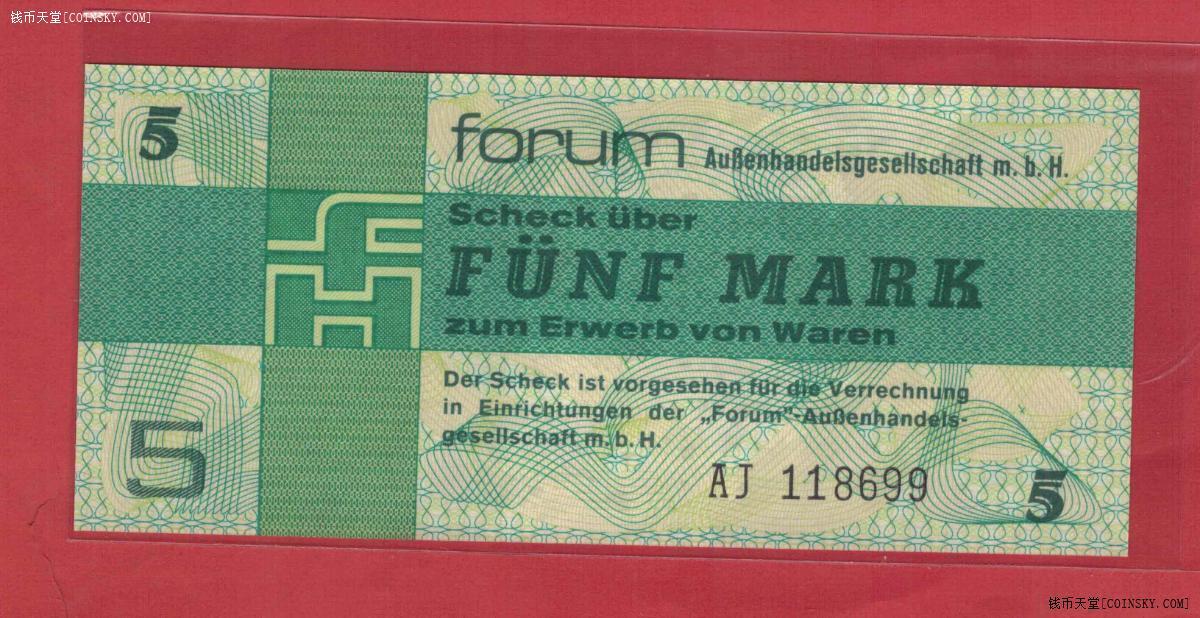 钱币天堂[COINSKY.COM]
5
forum Außenhandelsgesellschaft m. b. H.
Scheck über
FÜNF MARK
zum Erwerb von Waren
Der Scheck ist vorgesehen für die Verrechnung
in Einrichtungen der „Forum"-Außenhandels-
gesellschaft m. b. H.
5
AJ 118699
5
钱币天堂[COINSKY.COM]